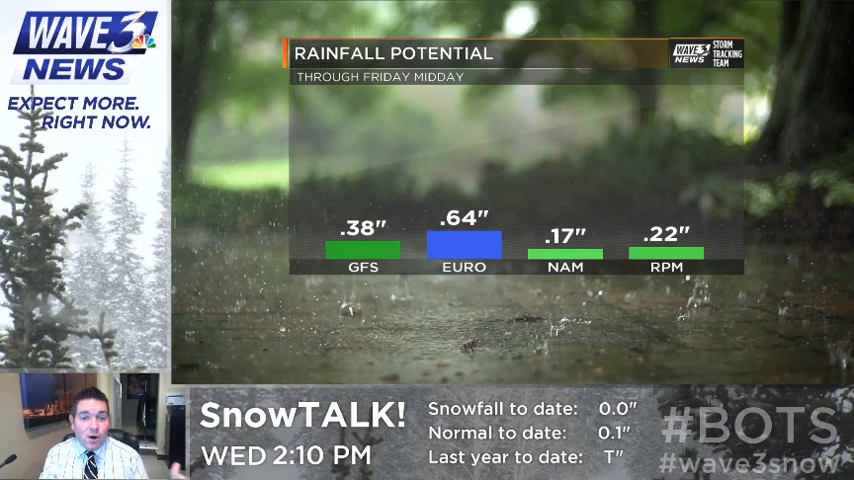 WAVE 3
NEWS
EXPECT MORE.
RIGHT NOW.
RAINFALL POTENTIAL
THROUGH FRIDAY MIDDAY
WAVE 3
NEWS
STORM
TRACKING
TEAM
.38" .64" .17" .22"
GFS EURO NAM RPM
SnowTALK!
WED 2:10 PM
Snowfall to date: 0.0"
Normal to date: 0.1"
Last year to date: T"
#BOTS
#wave3snow